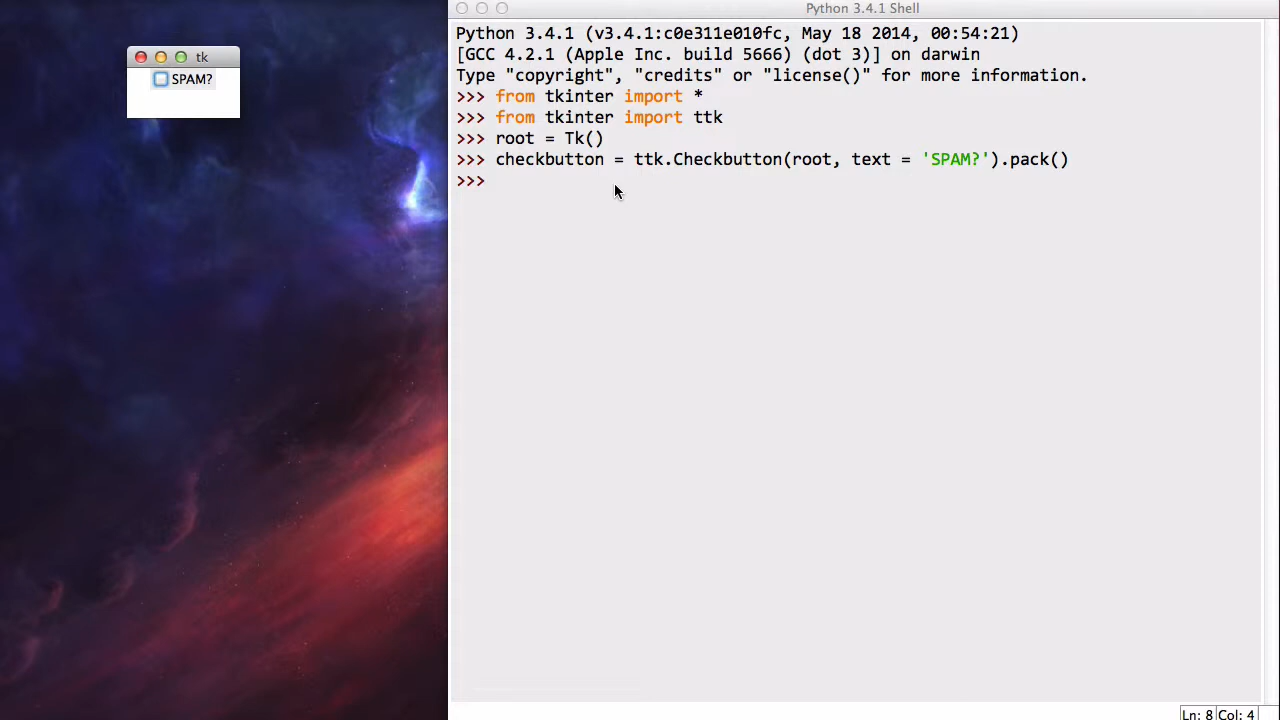 Python 3.4.1 Shell
tk
SPAM?
Python 3.4.1 (v3.4.1:c0e311e010fc, May 18 2014, 00:54:21)
[GCC 4.2.1 (Apple Inc. build 5666) (dot 3)] on darwin
Type "copyright", "credits" or "license()" for more information.
>>> from tkinter import *
>>> from tkinter import ttk
>>> root = Tk()
>>> checkbutton = ttk.Checkbutton(root, text = 'SPAM?').pack()
>>>
Ln: 8 Col: 4